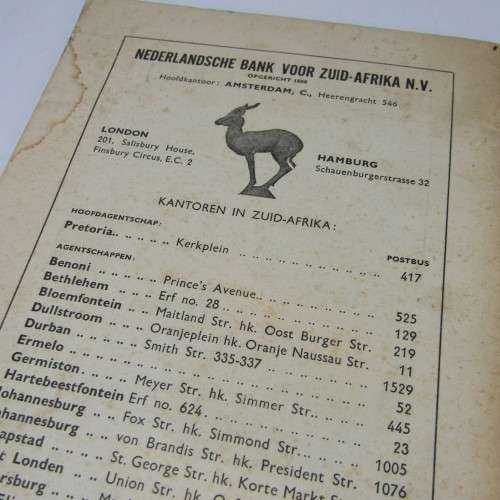 NEDERLANDSCHE BANK VOOR ZUID-AFRIKA N.V.
OPGERICHT 1888
Hoofdkantoor: AMSTERDAM, C., Heerengracht 546
LONDON
201, Salisbury House,
Finsbury Circus, E.C. 2
HAMBURG
Schauenburgerstrasse 32
KANTOREN IN ZUID-AFRIKA:
HOOFDAGENTSCHAP: POSTBUS
Pretoria.. .. .. .. Kerkplein .. .. .. .. .. .. .. 417
AGENTSCHAPPEN:
Benoni .. .. .. .. Prince's Avenue.. .. .. .. .. .. 525
Bethlehem .. .. .. Erf no. 28 .. .. .. .. .. .. .. 129
Bloemfontein .. .. Maitland Str. hk. Oost Burger Str. 219
Dullstroom .. .. .. Oranjeplein hk. Oranje Naussau Str. 11
Durban .. .. .. .. Smith Str. 335-337 .. .. .. .. .. 1529
Ermelo .. .. .. .. .. .. .. .. .. .. 52
Germiston .. .. .. Meyer Str. hk. Simmer Str.. .. .. 445
Hartebeestfontein Erf no. 624 .. .. .. .. .. .. 23
Johannesburg .. .. Fox Str. hk. Simmond Str... .. .. 1005
ohannesburg .. .. von Brandis Str. hk. President Str. 1076
apstad .. .. .. St. George Str. hk. Korte Markt S
t Londen .. .. Union Str. hk. O
rsburg .. ..